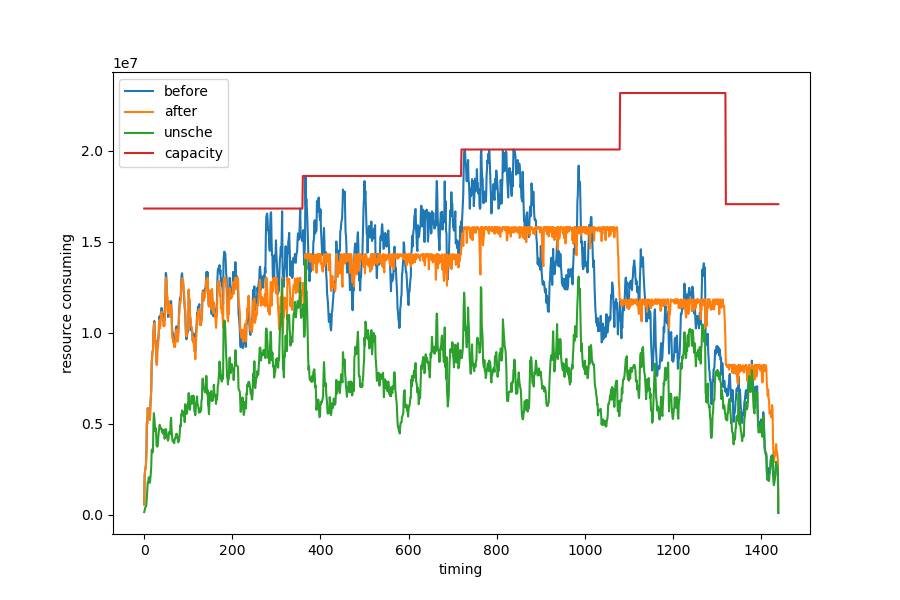 1e7
before
after
unsche
capacity
resource consuming
2.0
1.5
1.0
0.5
0.0
0 200 400 600 800 1000 1200 1400
timing